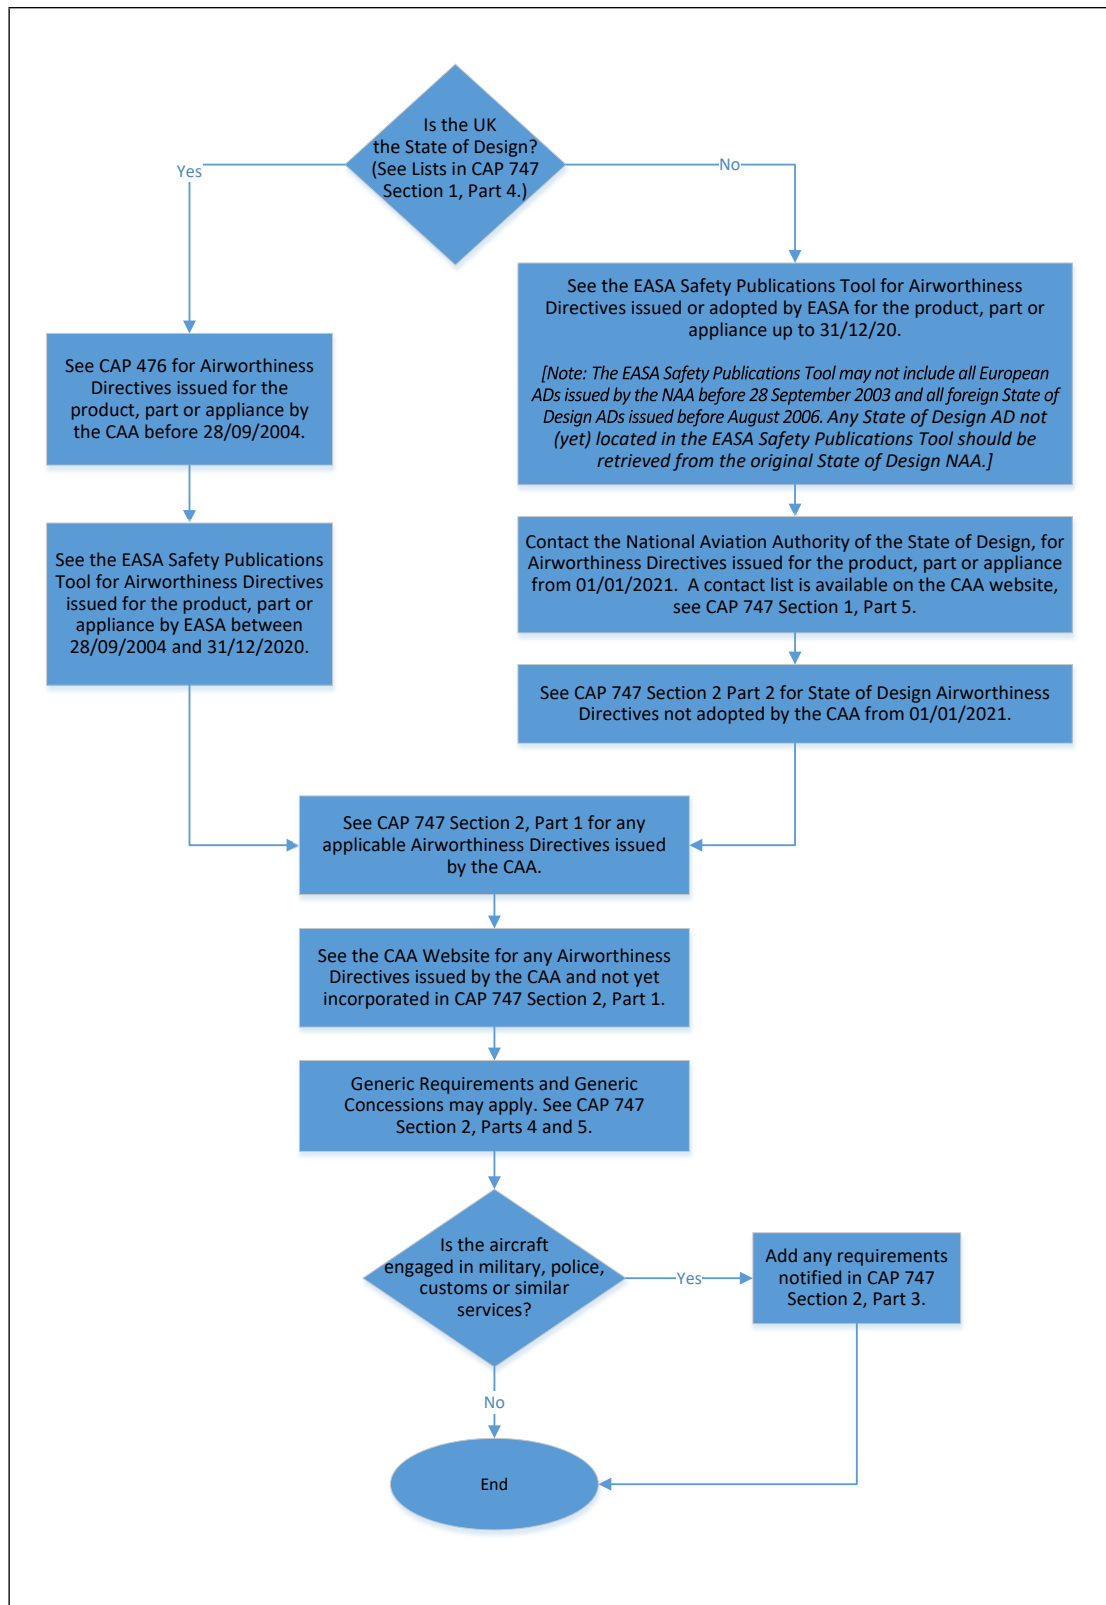 Is the UK
the State of Design?
(See Lists in CAP 747
Section 1, Part 4.)
Yes
No
See CAP 476 for Airworthiness
Directives issued for the
product, part or appliance by
the CAA before 28/09/2004.
See the EASA Safety Publications
Tool for Airworthiness Directives
issued for the product, part or
appliance by EASA between
28/09/2004 and 31/12/2020.
See the EASA Safety Publications Tool for Airworthiness
Directives issued or adopted by EASA for the product, part or
appliance up to 31/12/20.
[Note: The EASA Safety Publications Tool may not include all European
ADs issued by the NAA before 28 September 2003 and all foreign State of
Design ADs issued before August 2006. Any State of Design AD not
(yet) located in the EASA Safety Publications Tool should be
retrieved from the original State of Design NAA.]
Contact the National Aviation Authority of the State of Design, for
Airworthiness Directives issued for the product, part or appliance
from 01/01/2021.  A contact list is available on the CAA website,
see CAP 747 Section 1, Part 5.
See CAP 747 Section 2 Part 2 for State of Design Airworthiness
Directives not adopted by the CAA from 01/01/2021.
See CAP 747 Section 2, Part 1 for any
applicable Airworthiness Directives issued
by the CAA.
See the CAA Website for any Airworthiness
Directives issued by the CAA and not yet
incorporated in CAP 747 Section 2, Part 1.
Generic Requirements and Generic
Concessions may apply. See CAP 747
Section 2, Parts 4 and 5.
Is the aircraft
engaged in military, police,
customs or similar
services?
Yes
Add any requirements
notified in CAP 747
Section 2, Part 3.
No
End